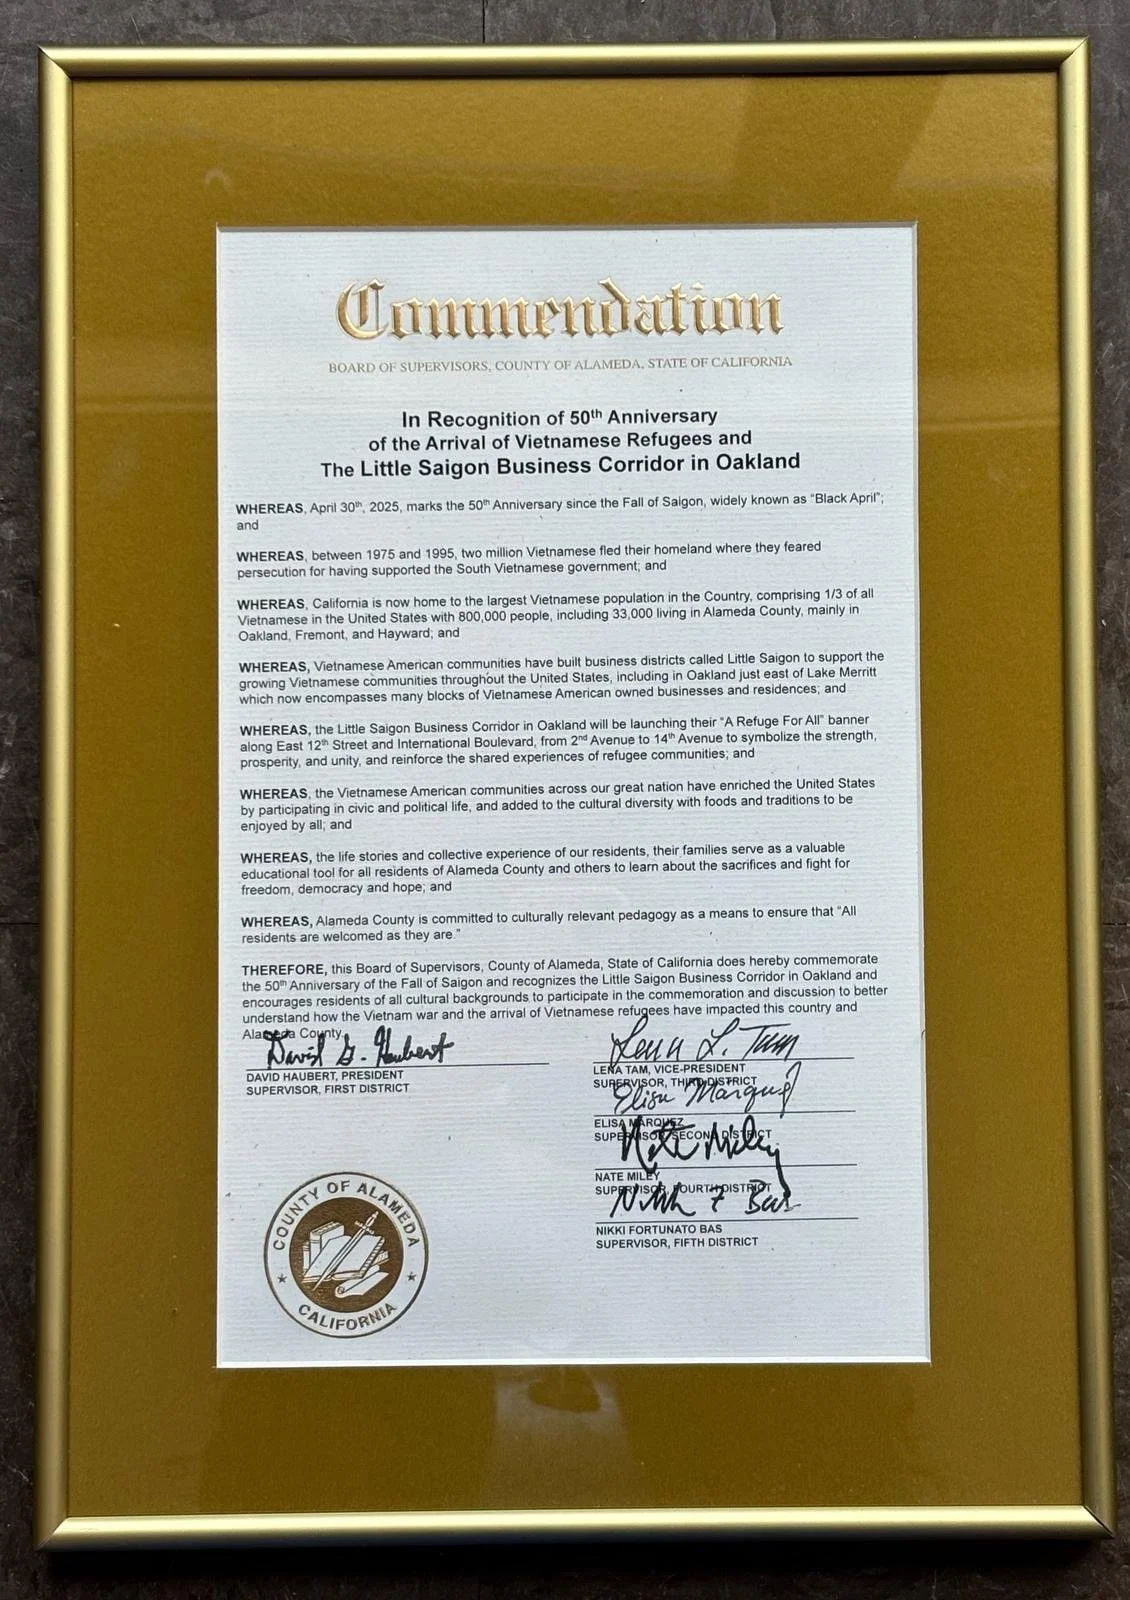 Commendation
BOARD OF SUPERVISORS, COUNTY OF ALAMEDA, STATE OF CALIFORNIA
In Recognition of 50th Anniversary
of the Arrival of Vietnamese Refugees and
The Little Saigon Business Corridor in Oakland
WHEREAS, April 30th, 2025, marks the 50th Anniversary since the Fall of Saigon, widely known as “Black April”;
and
WHEREAS, between 1975 and 1995, two million Vietnamese fled their homeland where they feared
persecution for having supported the South Vietnamese government; and
WHEREAS, California is now home to the largest Vietnamese population in the Country, comprising 1/3 of all
Vietnamese in the United States with 800,000 people, including 33,000 living in Alameda County, mainly in
Oakland, Fremont, and Hayward; and
WHEREAS, Vietnamese American communities have built business districts called Little Saigon to support the
growing Vietnamese communities throughout the United States, including in Oakland just east of Lake Merritt
which now encompasses many blocks of Vietnamese American owned businesses and residences; and
WHEREAS, the Little Saigon Business Corridor in Oakland will be launching their “A Refuge For All” banner
along East 12th Street and International Boulevard, from 2nd Avenue to 14th Avenue to symbolize the strength,
prosperity, and unity, and reinforce the shared experiences of refugee communities; and
WHEREAS, the Vietnamese American communities across our great nation have enriched the United States
by participating in civic and political life, and added to the cultural diversity with foods and traditions to be
enjoyed by all; and
WHEREAS, the life stories and collective experience of our residents, their families serve as a valuable
educational tool for all residents of Alameda County and others to learn about the sacrifices and fight for
freedom, democracy and hope; and
WHEREAS, Alameda County is committed to culturally relevant pedagogy as a means to ensure that “All
residents are welcomed as they are.”
THEREFORE, this Board of Supervisors, County of Alameda, State of California does hereby commemorate
the 50th Anniversary of the Fall of Saigon and recognizes the Little Saigon Business Corridor in Oakland and
encourages residents of all cultural backgrounds to participate in the commemoration and discussion to better
understand how the Vietnam war and the arrival of Vietnamese refugees have impacted this country and
Alameda County.
David G. Haubert
DAVID HAUBERT, PRESIDENT
SUPERVISOR, FIRST DISTRICT
Lena L. Tam
LENA TAM, VICE-PRESIDENT
SUPERVISOR, THIRD DISTRICT
Elisa Marquez
ELISA MARQUEZ
SUPERVISOR, SECOND DISTRICT
Nate Miley
NATE MILEY
SUPERVISOR, FOURTH DISTRICT
Nikki F Bas
NIKKI FORTUNATO BAS
SUPERVISOR, FIFTH DISTRICT
COUNTY OF ALAMEDA
CALIFORNIA